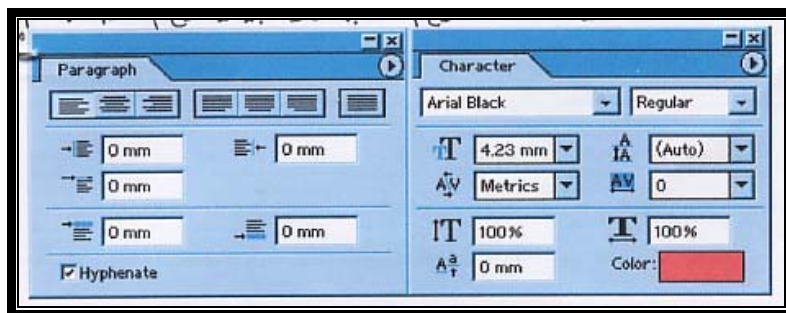 Paragraph
0 mm 0 mm
0 mm
0 mm 0 mm
Hyphenate
Character
Arial Black Regular
4.23 mm (Auto)
Metrics 0
100% 100%
0 mm Color: